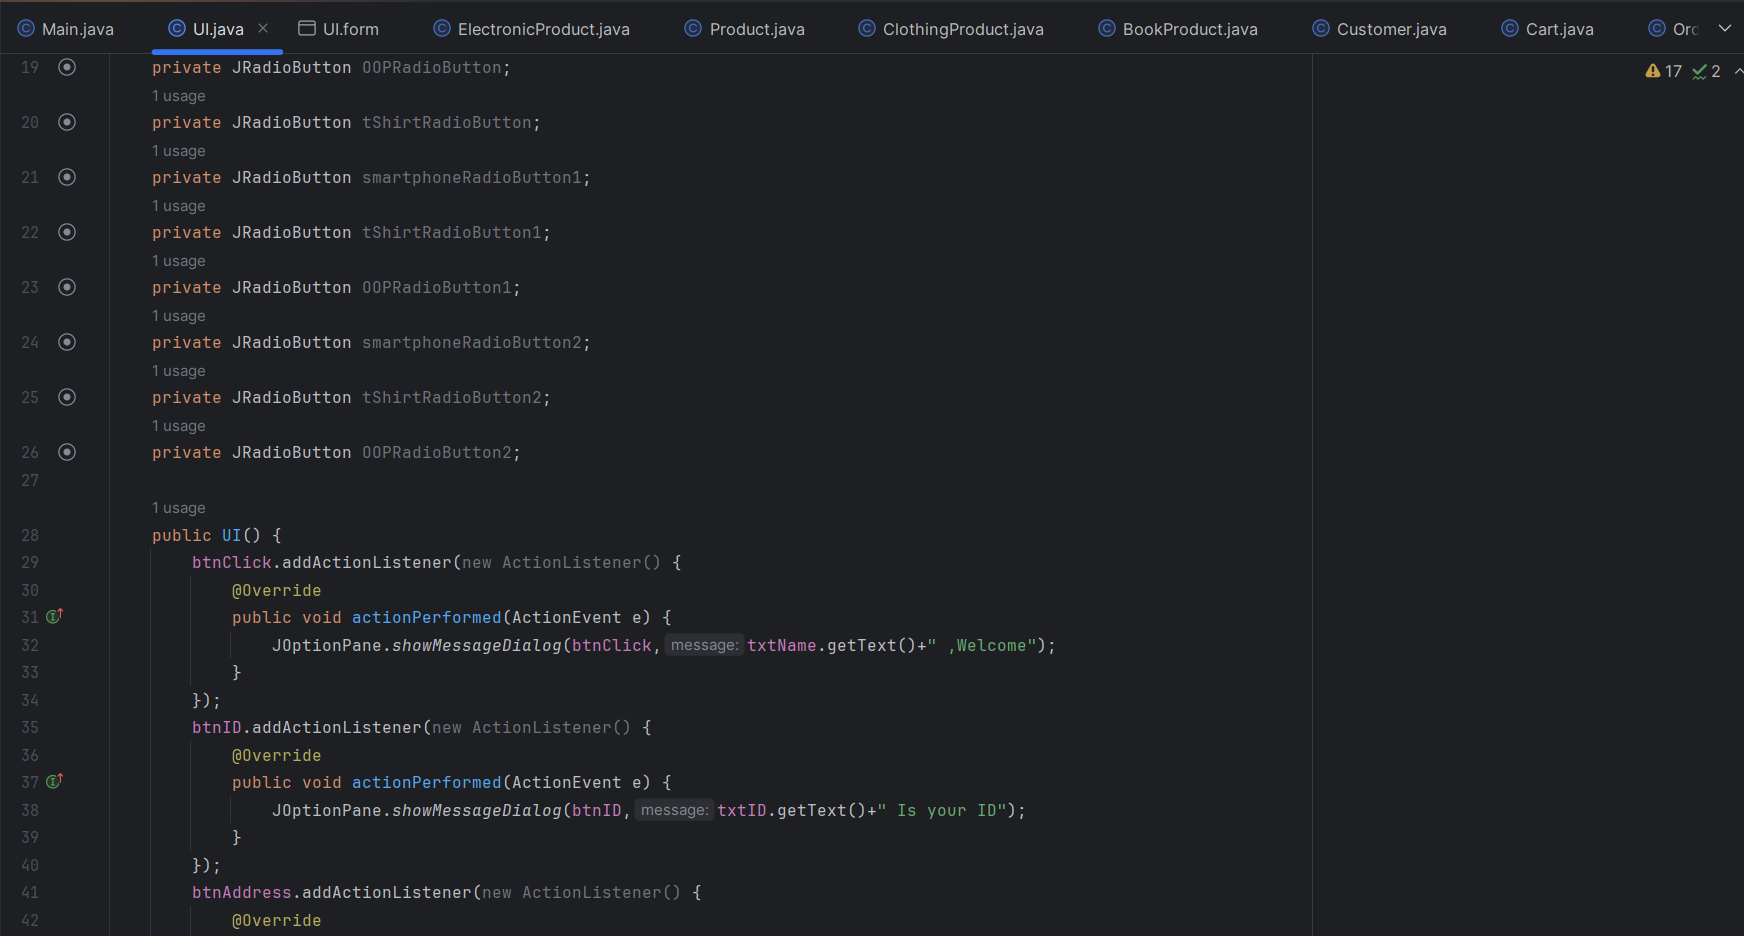 Main.java UI.java UI.form ElectronicProduct.java Product.java ClothingProduct.java BookProduct.java Customer.java Cart.java
17 2
19 private JRadioButton OOPRadioButton;
1 usage
20 private JRadioButton tShirtRadioButton;
1 usage
21 private JRadioButton smartphoneRadioButton1;
1 usage
22 private JRadioButton tShirtRadioButton1;
1 usage
23 private JRadioButton OOPRadioButton1;
1 usage
24 private JRadioButton smartphoneRadioButton2;
1 usage
25 private JRadioButton tShirtRadioButton2;
1 usage
26 private JRadioButton OOPRadioButton2;
27
1 usage
28 public UI() {
29 btnClick.addActionListener(new ActionListener() {
30 @Override
31 public void actionPerformed(ActionEvent e) {
32 JOptionPane.showMessageDialog(btnClick, message: txtName.getText()+" ,Welcome");
33 }
34 });
35 btnID.addActionListener(new ActionListener() {
36 @Override
37 public void actionPerformed(ActionEvent e) {
38 JOptionPane.showMessageDialog(btnID, message: txtID.getText()+" Is your ID");
39 }
40 });
41 btnAddress.addActionListener(new ActionListener() {
42 @Override